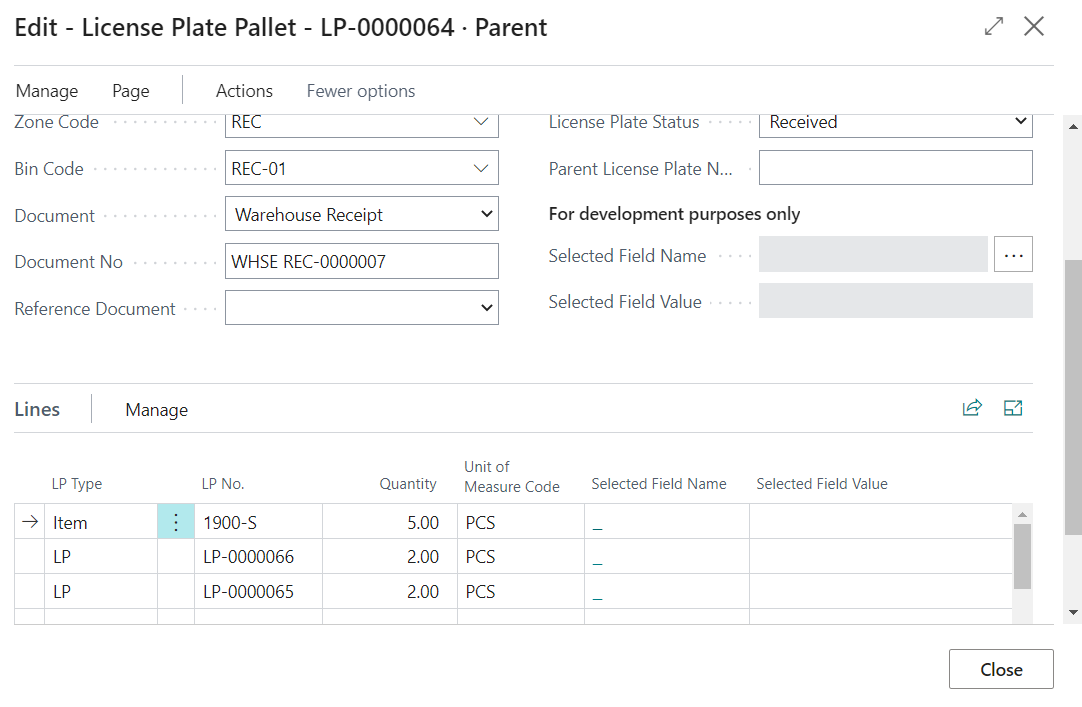 Edit - License Plate Pallet - LP-0000064 · Parent
Manage Page Actions Fewer options
Zone Code REC
License Plate Status Received
Bin Code REC-01
Parent License Plate N...
Document Warehouse Receipt
For development purposes only
Document No WHSE REC-0000007
Selected Field Name ...
Reference Document
Selected Field Value
Lines Manage
LP Type LP No. Quantity Unit of Measure Code Selected Field Name Selected Field Value
Item 1900-S 5.00 PCS _
LP LP-0000066 2.00 PCS _
LP LP-0000065 2.00 PCS _
Close